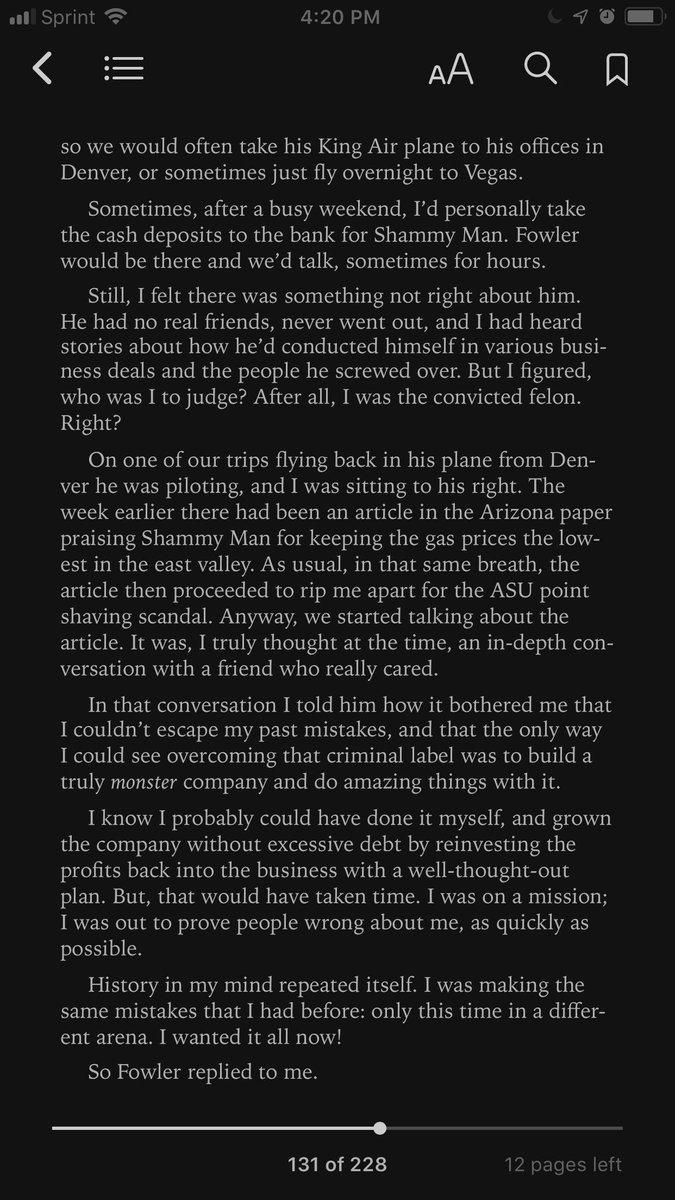 Sprint
4:20 PM
AA
so we would often take his King Air plane to his offices in
Denver, or sometimes just fly overnight to Vegas.
Sometimes, after a busy weekend, I’d personally take
the cash deposits to the bank for Shammy Man. Fowler
would be there and we’d talk, sometimes for hours.
Still, I felt there was something not right about him.
He had no real friends, never went out, and I had heard
stories about how he’d conducted himself in various busi-
ness deals and the people he screwed over. But I figured,
who was I to judge? After all, I was the convicted felon.
Right?
On one of our trips flying back in his plane from Den-
ver he was piloting, and I was sitting to his right. The
week earlier there had been an article in the Arizona paper
praising Shammy Man for keeping the gas prices the low-
est in the east valley. As usual, in that same breath, the
article then proceeded to rip me apart for the ASU point
shaving scandal. Anyway, we started talking about the
article. It was, I truly thought at the time, an in-depth con-
versation with a friend who really cared.
In that conversation I told him how it bothered me that
I couldn’t escape my past mistakes, and that the only way
I could see overcoming that criminal label was to build a
truly monster company and do amazing things with it.
I know I probably could have done it myself, and grown
the company without excessive debt by reinvesting the
profits back into the business with a well-thought-out
plan. But, that would have taken time. I was on a mission;
I was out to prove people wrong about me, as quickly as
possible.
History in my mind repeated itself. I was making the
same mistakes that I had before: only this time in a differ-
ent arena. I wanted it all now!
So Fowler replied to me.
131 of 228
12 pages left